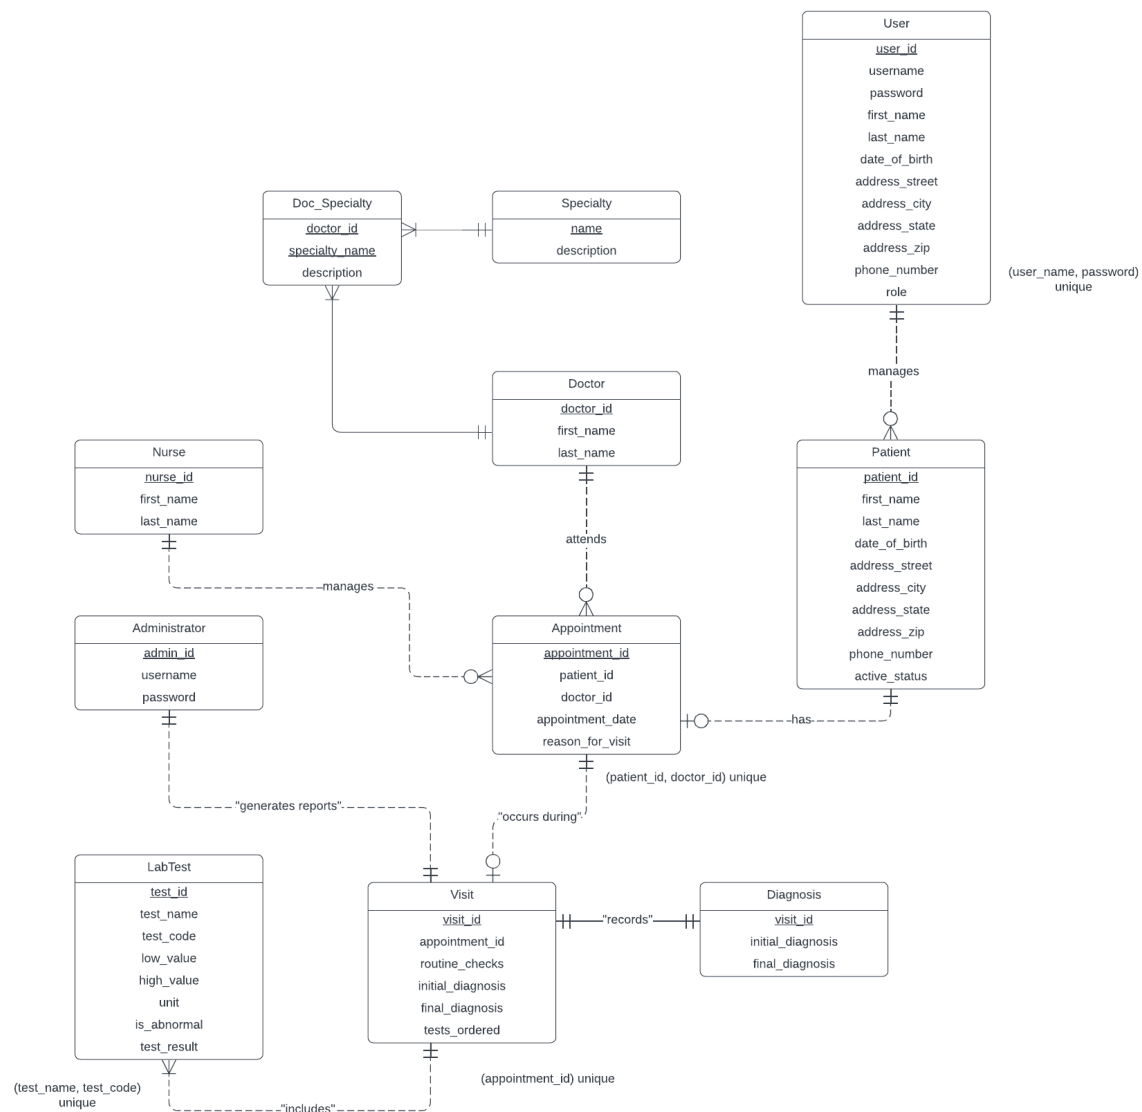 User
user_id
username
password
first_name
last_name
date_of_birth
address_street
address_city
address_state
address_zip
phone_number
role
(user_name, password)
unique
Doc_Specialty
doctor_id
specialty_name
description
Specialty
name
description
manages
Doctor
doctor_id
first_name
last_name
Nurse
nurse_id
first_name
last_name
Patient
patient_id
first_name
last_name
date_of_birth
address_street
address_city
address_state
address_zip
phone_number
active_status
attends
manages
Administrator
admin_id
username
password
Appointment
appointment_id
patient_id
doctor_id
appointment_date
reason_for_visit
has
(patient_id, doctor_id) unique
"generates reports"
"occurs during"
LabTest
test_id
test_name
test_code
low_value
high_value
unit
is_abnormal
test_result
Visit
visit_id
appointment_id
routine_checks
initial_diagnosis
final_diagnosis
tests_ordered
"records"
Diagnosis
visit_id
initial_diagnosis
final_diagnosis
(test_name, test_code)
unique
(appointment_id) unique
"includes"